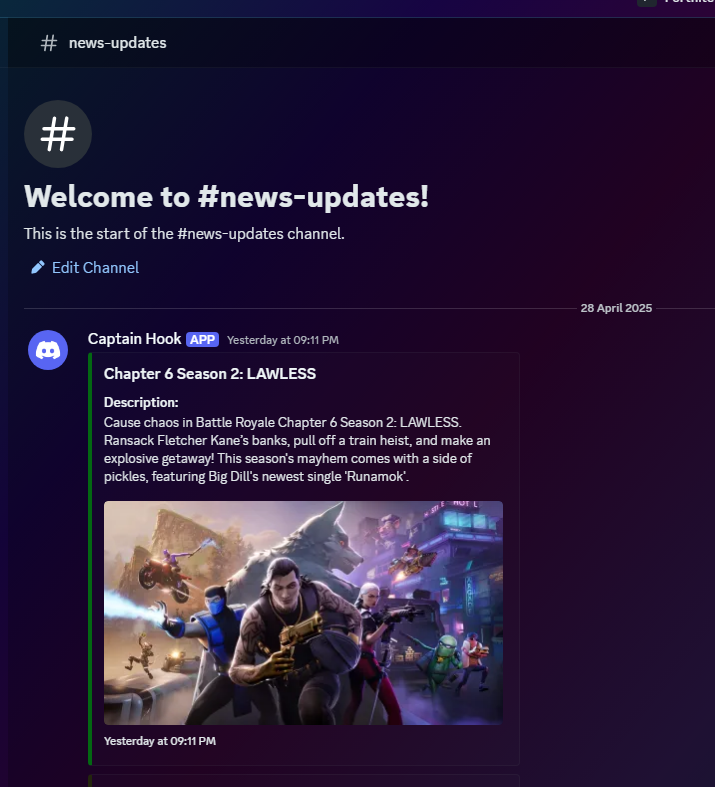 # news-updates
#
Welcome to #news-updates!
This is the start of the #news-updates channel.
Edit Channel
28 April 2025
Captain Hook APP Yesterday at 09:11 PM
Chapter 6 Season 2: LAWLESS
Description:
Cause chaos in Battle Royale Chapter 6 Season 2: LAWLESS.
Ransack Fletcher Kane's banks, pull off a train heist, and make an
explosive getaway! This season's mayhem comes with a side of
pickles, featuring Big Dill's newest single 'Runamok'.
Yesterday at 09:11 PM